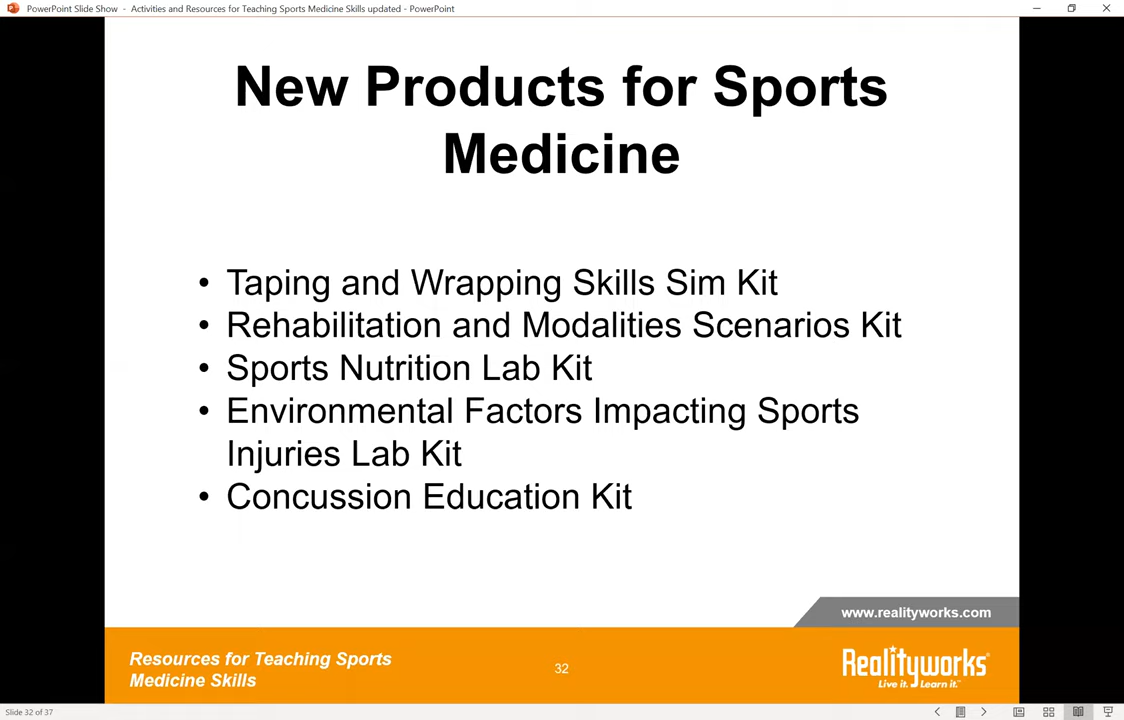 PowerPoint Slide Show - Activities and Resources for Teaching Sports Medicine Skills updated - PowerPoint
New Products for Sports
Medicine
• Taping and Wrapping Skills Sim Kit
• Rehabilitation and Modalities Scenarios Kit
• Sports Nutrition Lab Kit
• Environmental Factors Impacting Sports
Injuries Lab Kit
• Concussion Education Kit
www.realityworks.com
Resources for Teaching Sports
Medicine Skills
32
Realityworks®
Live it. Learn it.™
Slide 32 of 37